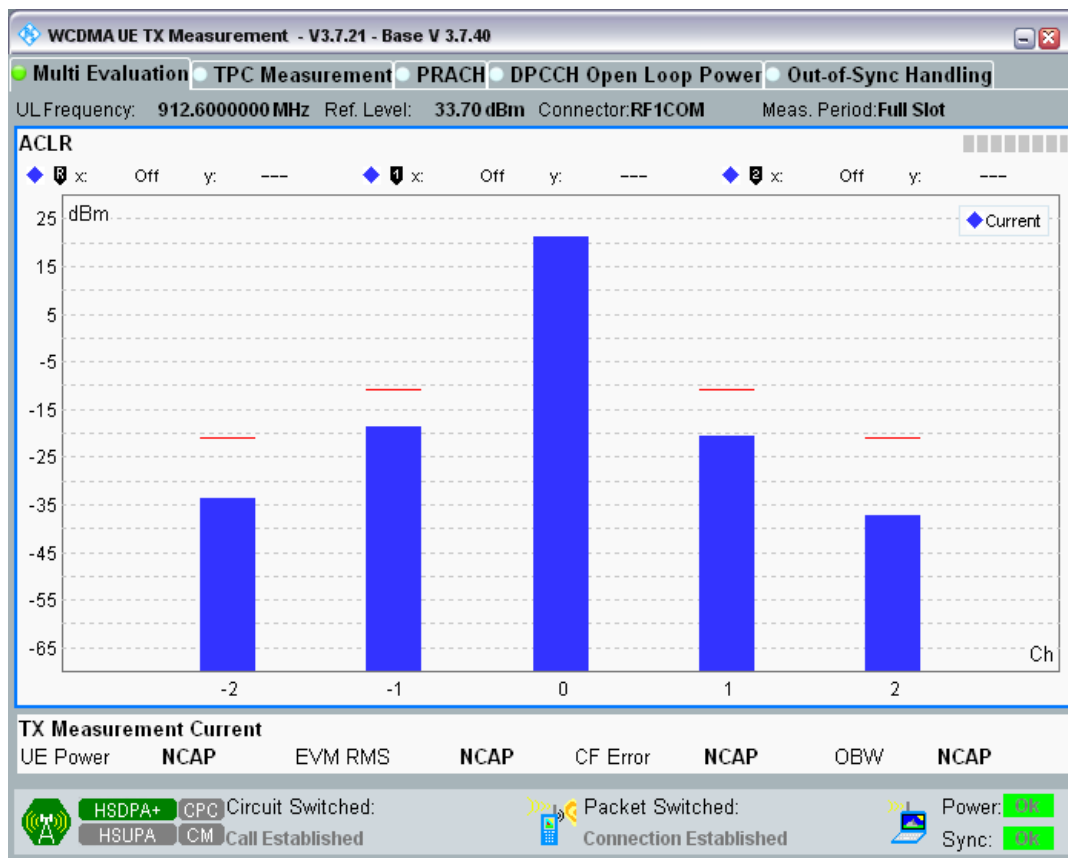 WCDMA UE TX Measurement - V3.7.21 - Base V 3.7.40
Multi Evaluation TPC Measurement PRACH DPCCH Open Loop Power Out-of-Sync Handling
UL Frequency: 912.6000000 MHz Ref. Level: 33.70 dBm Connector:RF1COM Meas. Period:Full Slot
ACLR
R x: Off y: --- 1 x: Off y: --- 2 x: Off y: ---
dBm
Current
25
15
5
-5
-15
-25
-35
-45
-55
-65
Ch
-2 -1 0 1 2
TX Measurement Current
UE Power NCAP EVM RMS NCAP CF Error NCAP OBW NCAP
HSDPA+ CPC Circuit Switched: Packet Switched: Power: OK
HSUPA CM Call Established Connection Established Sync: OK